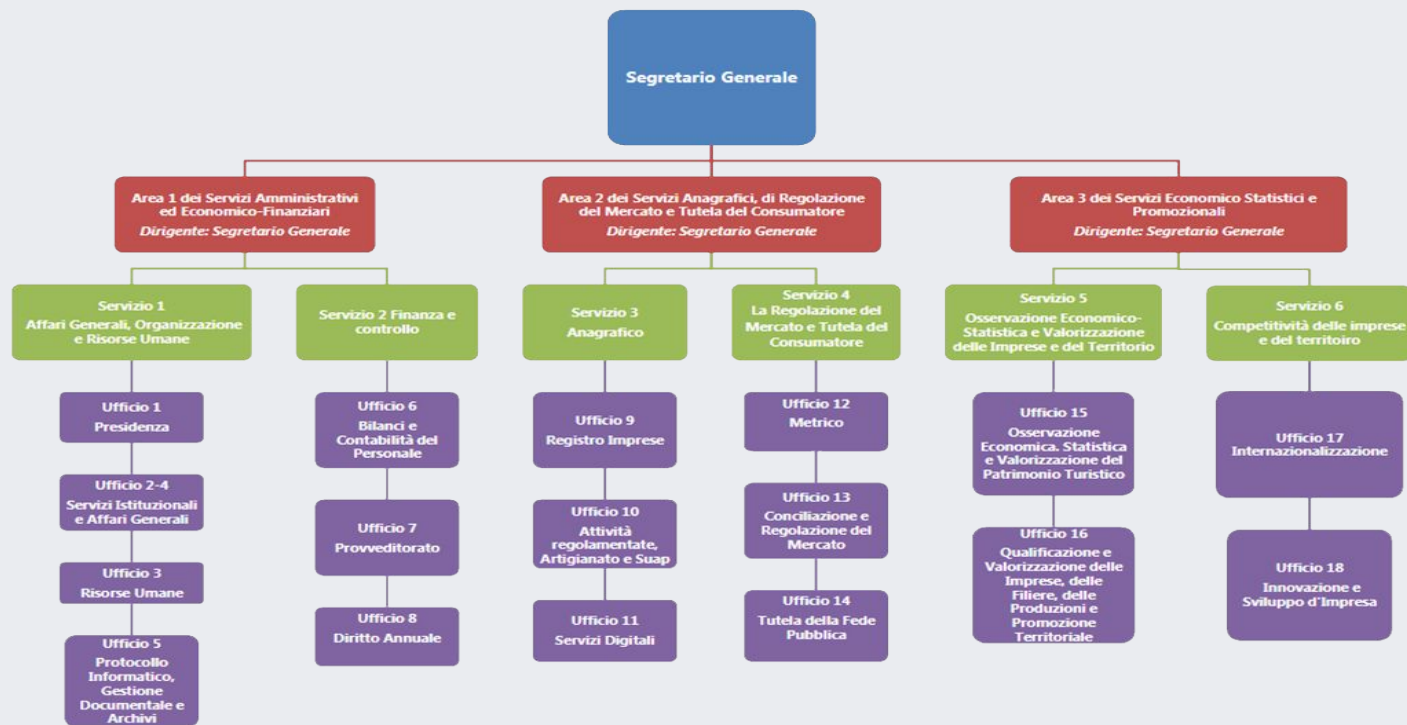 Segretario Generale
Area 1 dei Servizi Amministrativi
ed Economico-Finanziari
Dirigente: Segretario Generale
Area 2 dei Servizi Anagrafici, di Regolazione
del Mercato e Tutela del Consumatore
Dirigente: Segretario Generale
Area 3 dei Servizi Economico Statistici e
Promozionali
Dirigente: Segretario Generale
Servizio 1
Affari Generali, Organizzazione
e Risorse Umane
Servizio 2 Finanza e
controllo
Servizio 3
Anagrafico
Servizio 4
La Regolazione del
Mercato e Tutela del
Consumatore
Servizio 5
Osservazione Economico-
Statistica e Valorizzazione
delle Imprese e del Territorio
Servizio 6
Competitività delle imprese
e del territoiro
Ufficio 1
Presidenza
Ufficio 2-4
Servizi Istituzionali
e Affari Generali
Ufficio 3
Risorse Umane
Ufficio 5
Protocollo
Informatico,
Gestione
Documentale e
Archivi
Ufficio 6
Bilanci e
Contabilità del
Personale
Ufficio 7
Provveditorato
Ufficio 8
Diritto Annuale
Ufficio 9
Registro Imprese
Ufficio 10
Attività
regolamentate,
Artigianato e Suap
Ufficio 11
Servizi Digitali
Ufficio 12
Metrico
Ufficio 13
Conciliazione e
Regolazione del
Mercato
Ufficio 14
Tutela della Fede
Pubblica
Ufficio 15
Osservazione
Economica. Statistica
e Valorizzazione del
Patrimonio Turistico
Ufficio 16
Qualificazione e
Valorizzazione delle
Imprese, delle
Filiere, delle
Produzioni e
Promozione
Territoriale
Ufficio 17
Internazionalizzazione
Ufficio 18
Innovazione e
Sviluppo d'Impresa